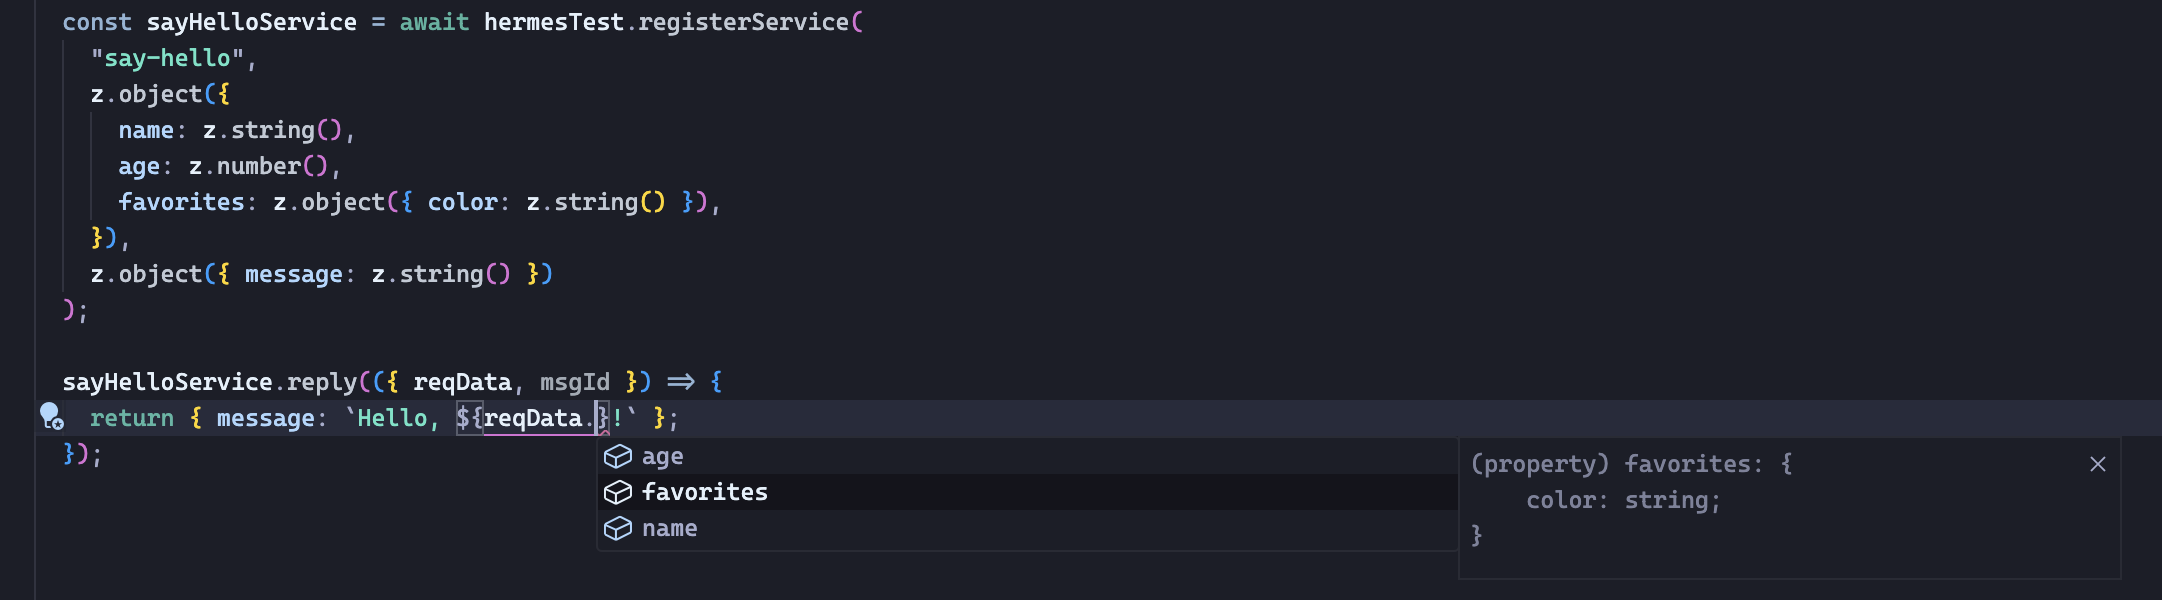 const sayHelloService = await hermesTest.registerService(
"say-hello",
z.object({
name: z.string(),
age: z.number(),
favorites: z.object({ color: z.string() }),
}),
z.object({ message: z.string() })
);
sayHelloService.reply(({ reqData, msgId }) => {
return { message: `Hello, ${reqData.}!` };
});
age
favorites
name
(property) favorites: {
color: string;
}